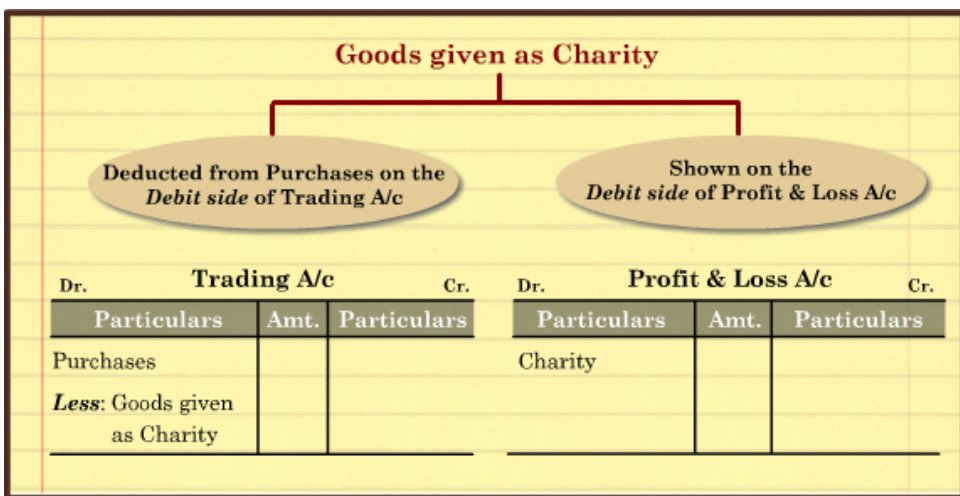 Goods given as Charity
Deducted from Purchases on the
Debit side of Trading A/c
Shown on the
Debit side of Profit & Loss A/c
Dr. Trading A/c Cr.
Particulars Amt. Particulars
Purchases
Less: Goods given
as Charity
Dr. Profit & Loss A/c Cr.
Particulars Amt. Particulars
Charity